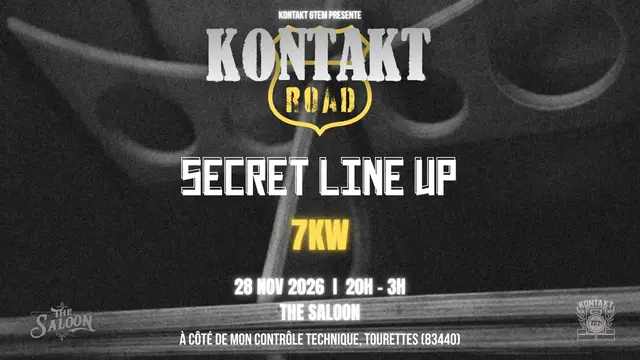 KONTAKT GTEM PRESENTE
KONTAKT
ROAD
SECRET LINE UP
7KW
28 NOV 2026 | 20H - 3H
THE SALOON
À CÔTÉ DE MON CONTRÔLE TECHNIQUE, TOURETTES (83440)
THE
SALOON
KONTAKT